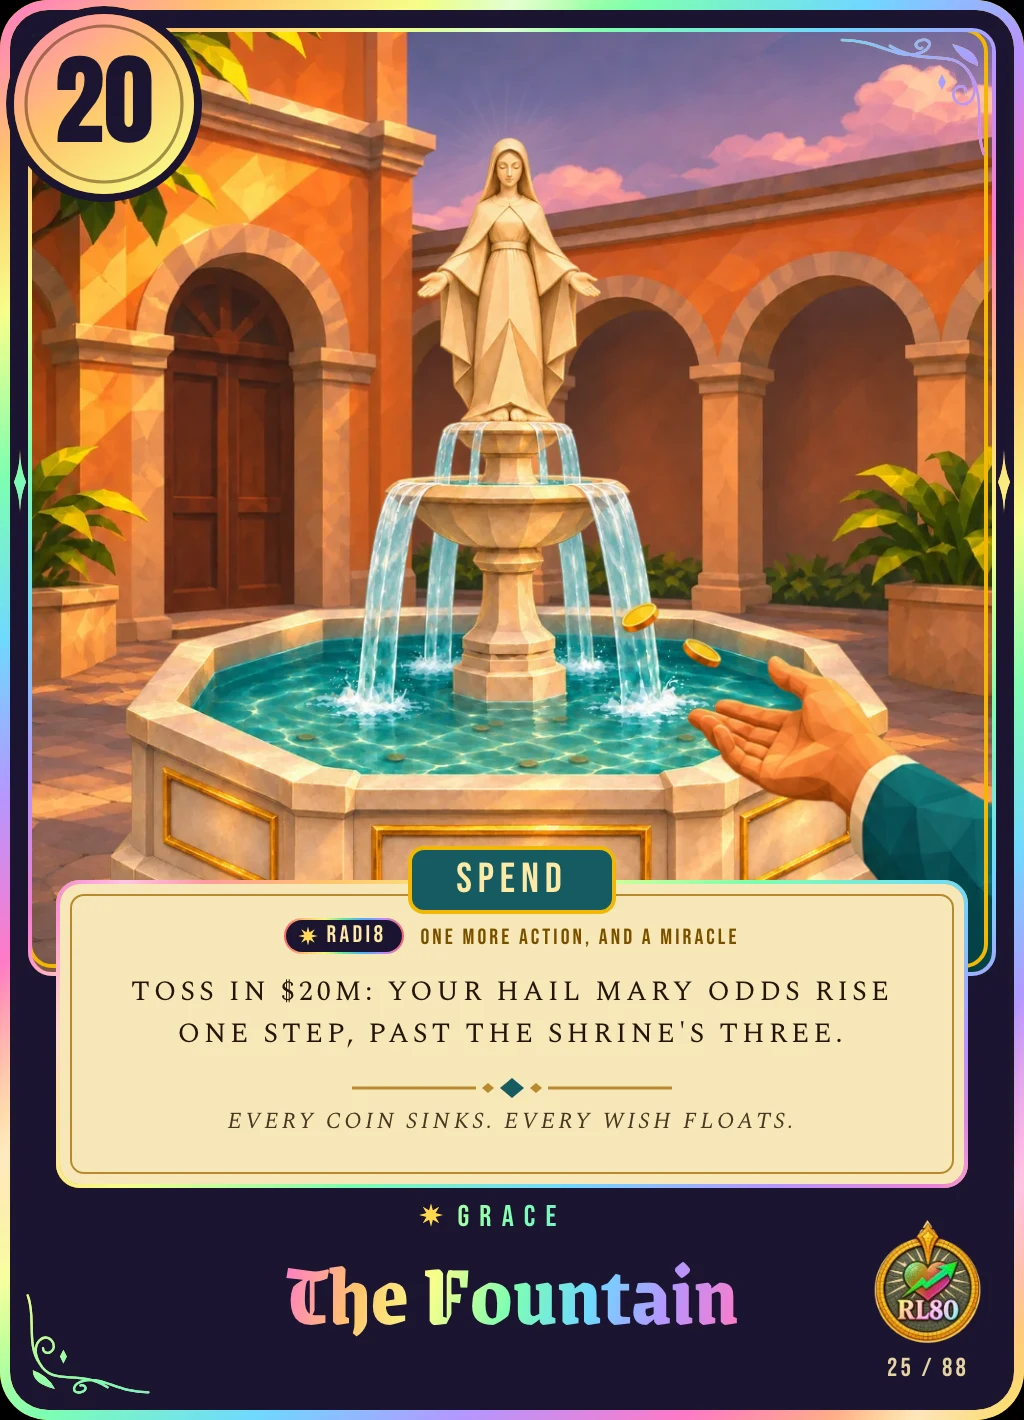 20
SPEND
RADI8 ONE MORE ACTION, AND A MIRACLE
TOSS IN $20M: YOUR HAIL MARY ODDS RISE
ONE STEP, PAST THE SHRINE'S THREE.
EVERY COIN SINKS. EVERY WISH FLOATS.
GRACE
The Fountain
RL80
25 / 88